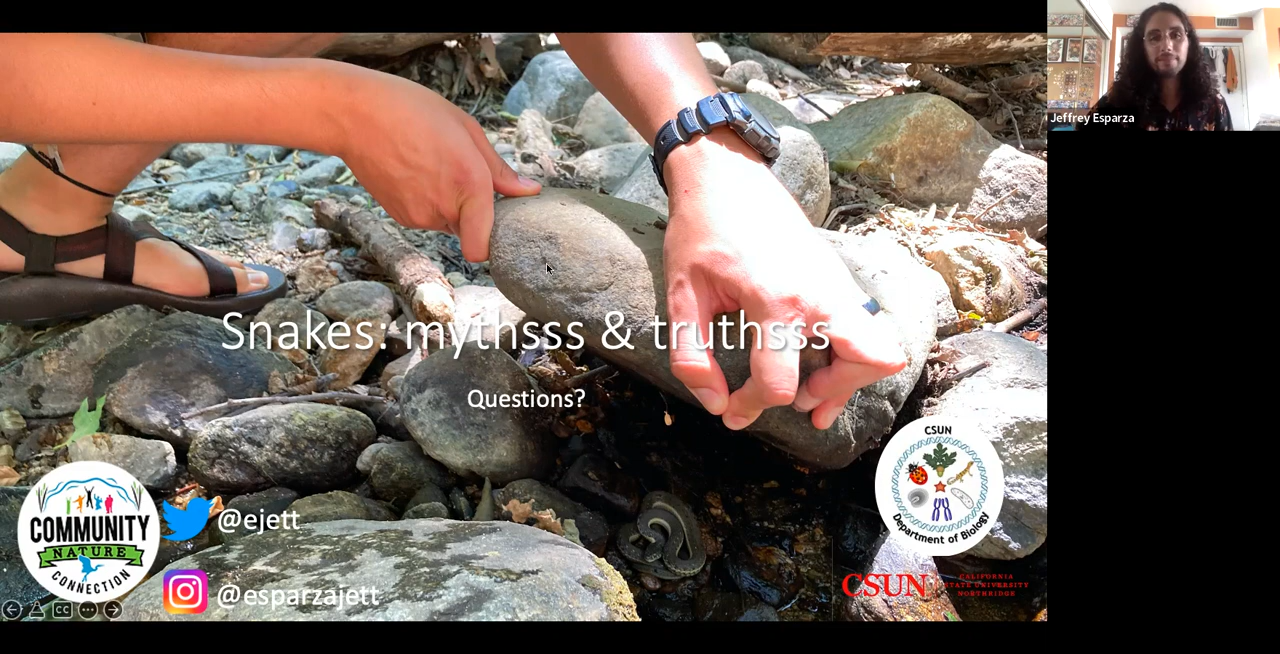 Jeffrey Esparza
Snakes: mythsss & truthsss
Questions?
COMMUNITY
NATURE
CONNECTION
@ejett
@esparzajett
CSUN
Department of Biology
CSUN
CALIFORNIA
STATE UNIVERSITY
NORTHRIDGE
CC